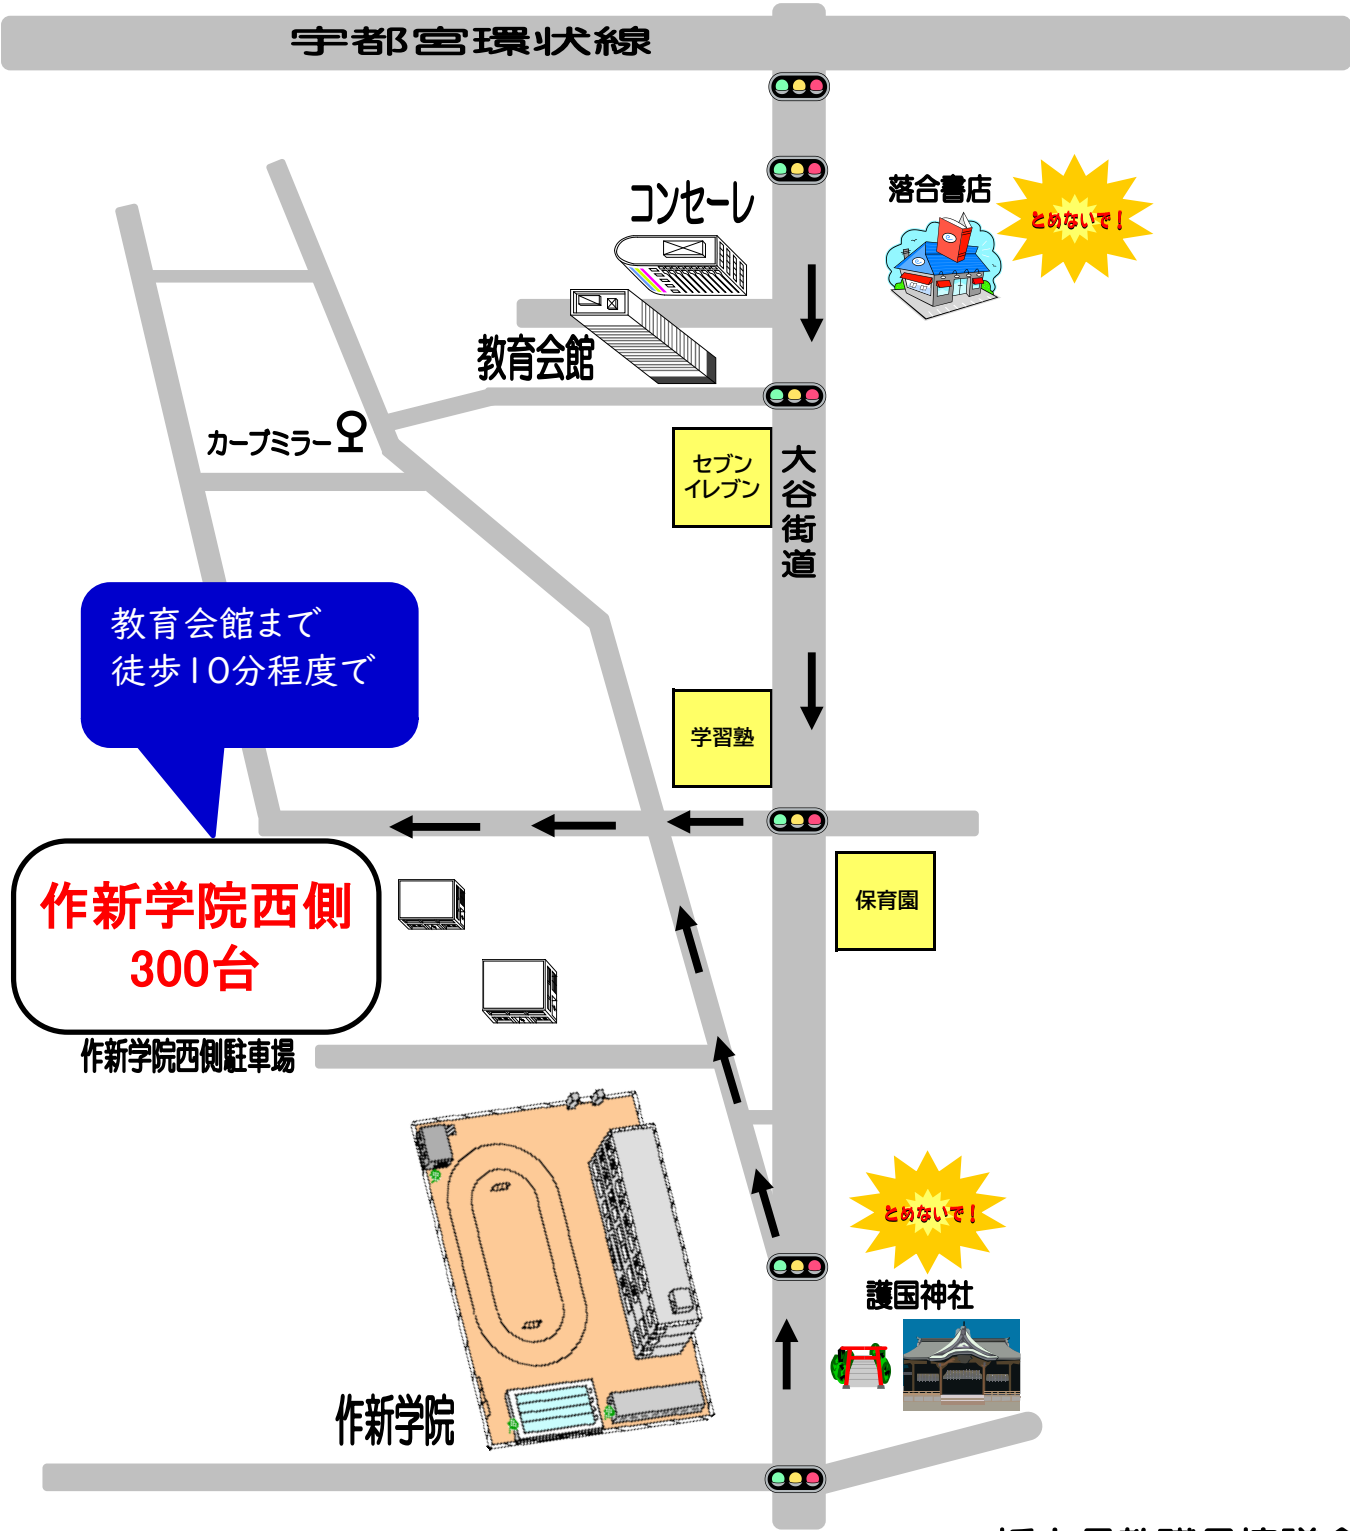 宇都宮環状線
コンセーレ
落合書店
とめないで！
教育会館
カーブミラー
セブン
イレブン
大谷街道
教育会館まで
徒歩10分程度で
学習塾
作新学院西側
300台
保育園
作新学院西側駐車場
とめないで！
護国神社
作新学院